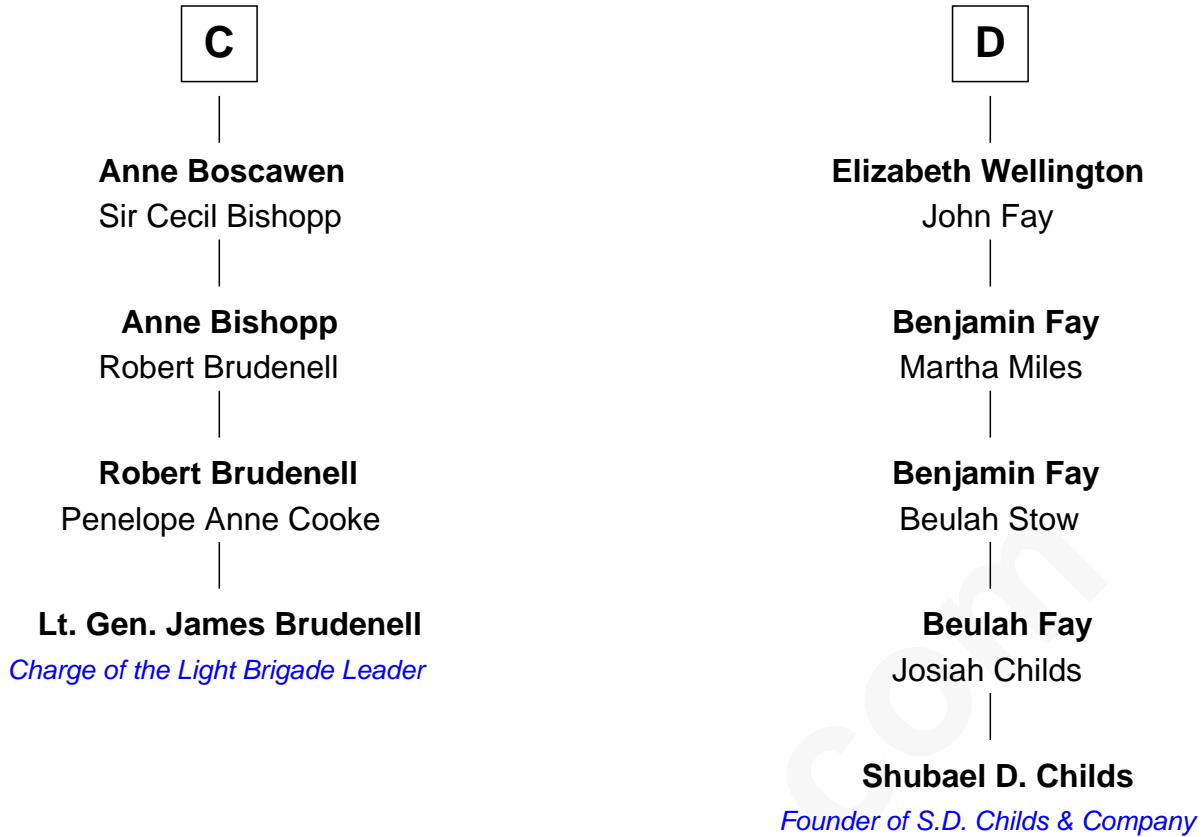 C
Anne Boscawen
Sir Cecil Bishopp
Anne Bishopp
Robert Brudenell
Robert Brudenell
Penelope Anne Cooke
Lt. Gen. James Brudenell
Charge of the Light Brigade Leader
D
Elizabeth Wellington
John Fay
Benjamin Fay
Martha Miles
Benjamin Fay
Beulah Stow
Beulah Fay
Josiah Childs
Shubael D. Childs
Founder of S.D. Childs & Company
com